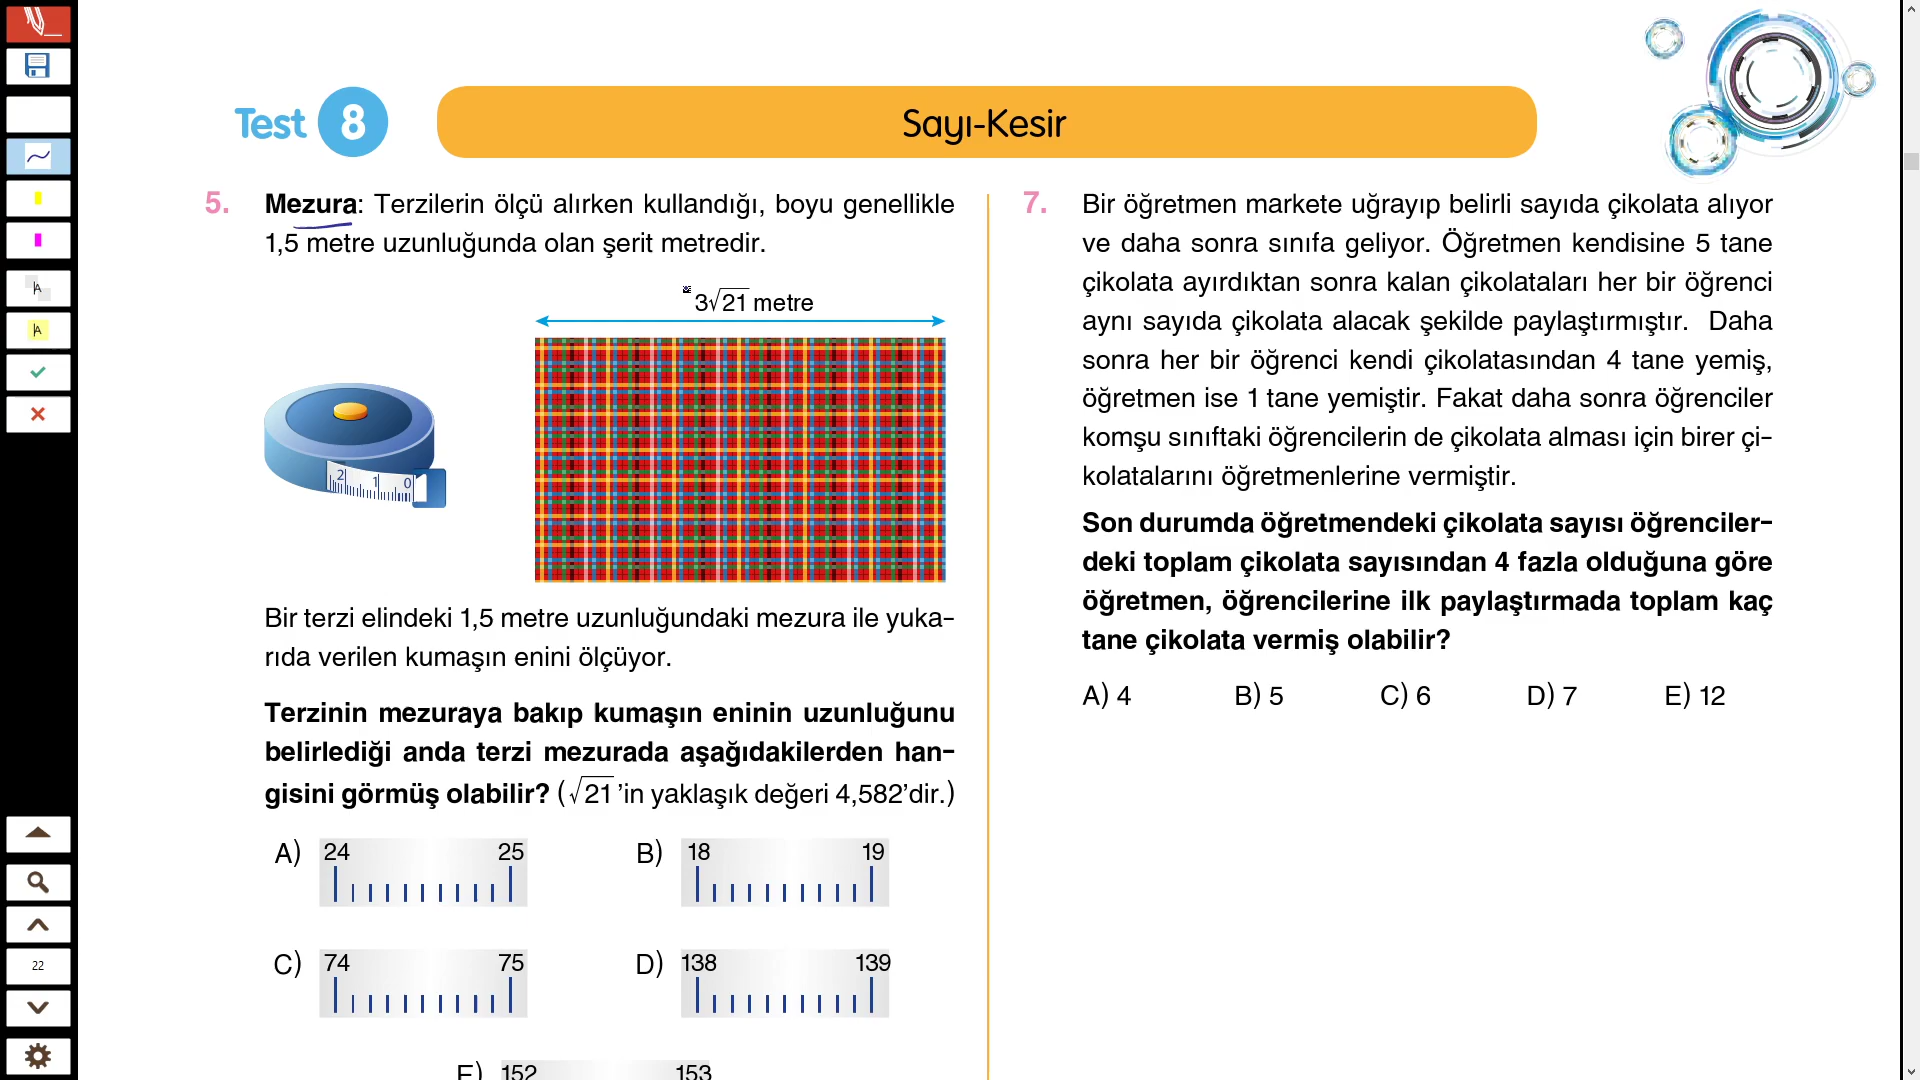 Test 8
Sayı-Kesir
5. Mezura: Terzilerin ölçü alırken kullandığı, boyu genellikle
1,5 metre uzunluğunda olan şerit metredir.
3√21 metre
2 1 0
Bir terzi elindeki 1,5 metre uzunluğundaki mezura ile yuka-
rıda verilen kumaşın enini ölçüyor.
Terzinin mezuraya bakıp kumaşın eninin uzunluğunu
belirlediği anda terzi mezurada aşağıdakilerden han-
gisini görmüş olabilir? (√21 ’in yaklaşık değeri 4,582’dir.)
A) 24 25
B) 18 19
C) 74 75
D) 138 139
E) 152 153
7. Bir öğretmen markete uğrayıp belirli sayıda çikolata alıyor
ve daha sonra sınıfa geliyor. Öğretmen kendisine 5 tane
çikolata ayırdıktan sonra kalan çikolataları her bir öğrenci
aynı sayıda çikolata alacak şekilde paylaştırmıştır. Daha
sonra her bir öğrenci kendi çikolatasından 4 tane yemiş,
öğretmen ise 1 tane yemiştir. Fakat daha sonra öğrenciler
komşu sınıftaki öğrencilerin de çikolata alması için birer çi-
kolatalarını öğretmenlerine vermiştir.
Son durumda öğretmendeki çikolata sayısı öğrenciler-
deki toplam çikolata sayısından 4 fazla olduğuna göre
öğretmen, öğrencilerine ilk paylaştırmada toplam kaç
tane çikolata vermiş olabilir?
A) 4 B) 5 C) 6 D) 7 E) 12
A
A
22